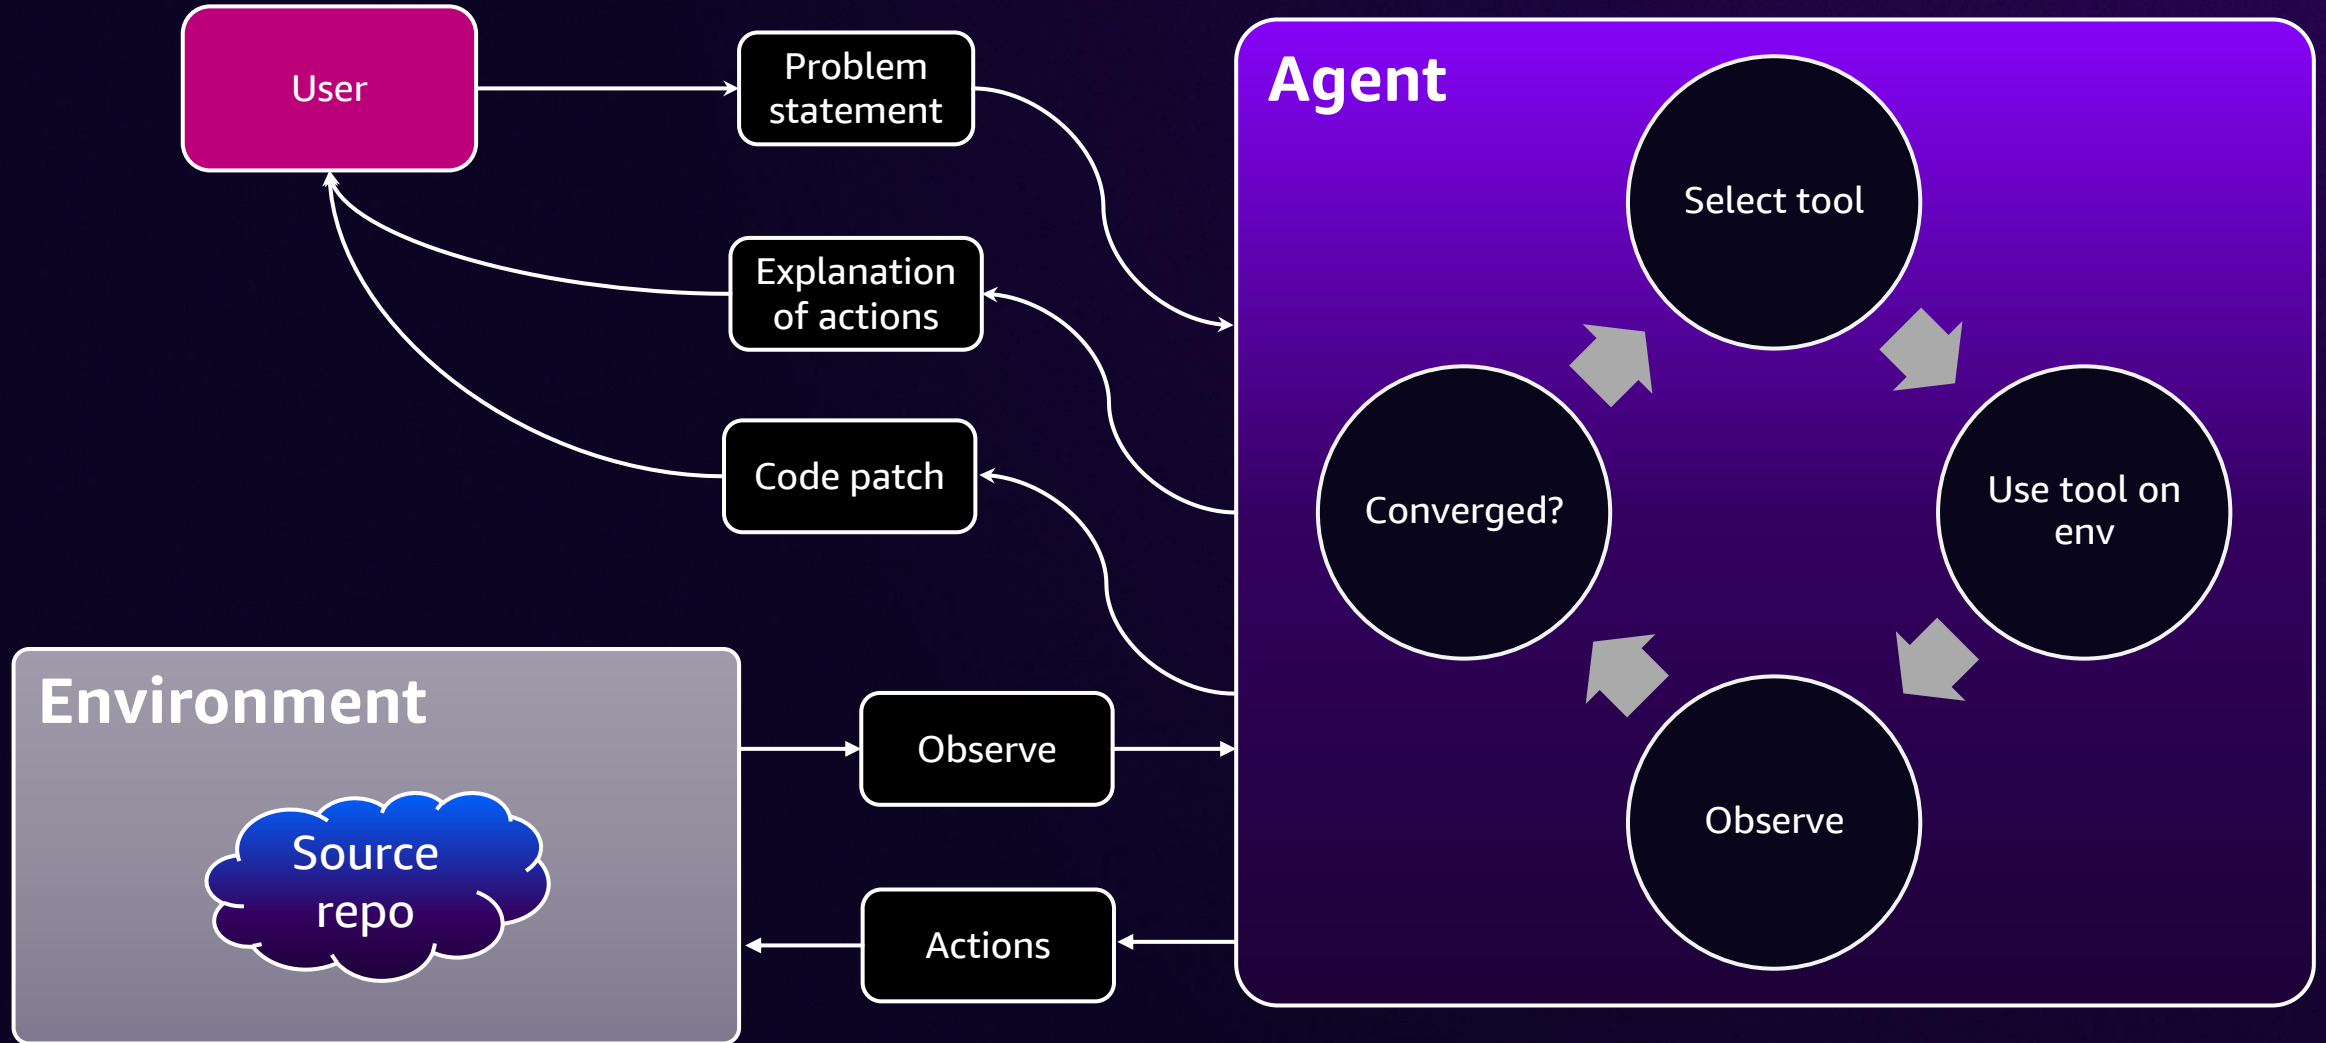 User
Problem
statement
Explanation
of actions
Code patch
Agent
Select tool
Use tool on
env
Observe
Converged?
Environment
Source
repo
Observe
Actions